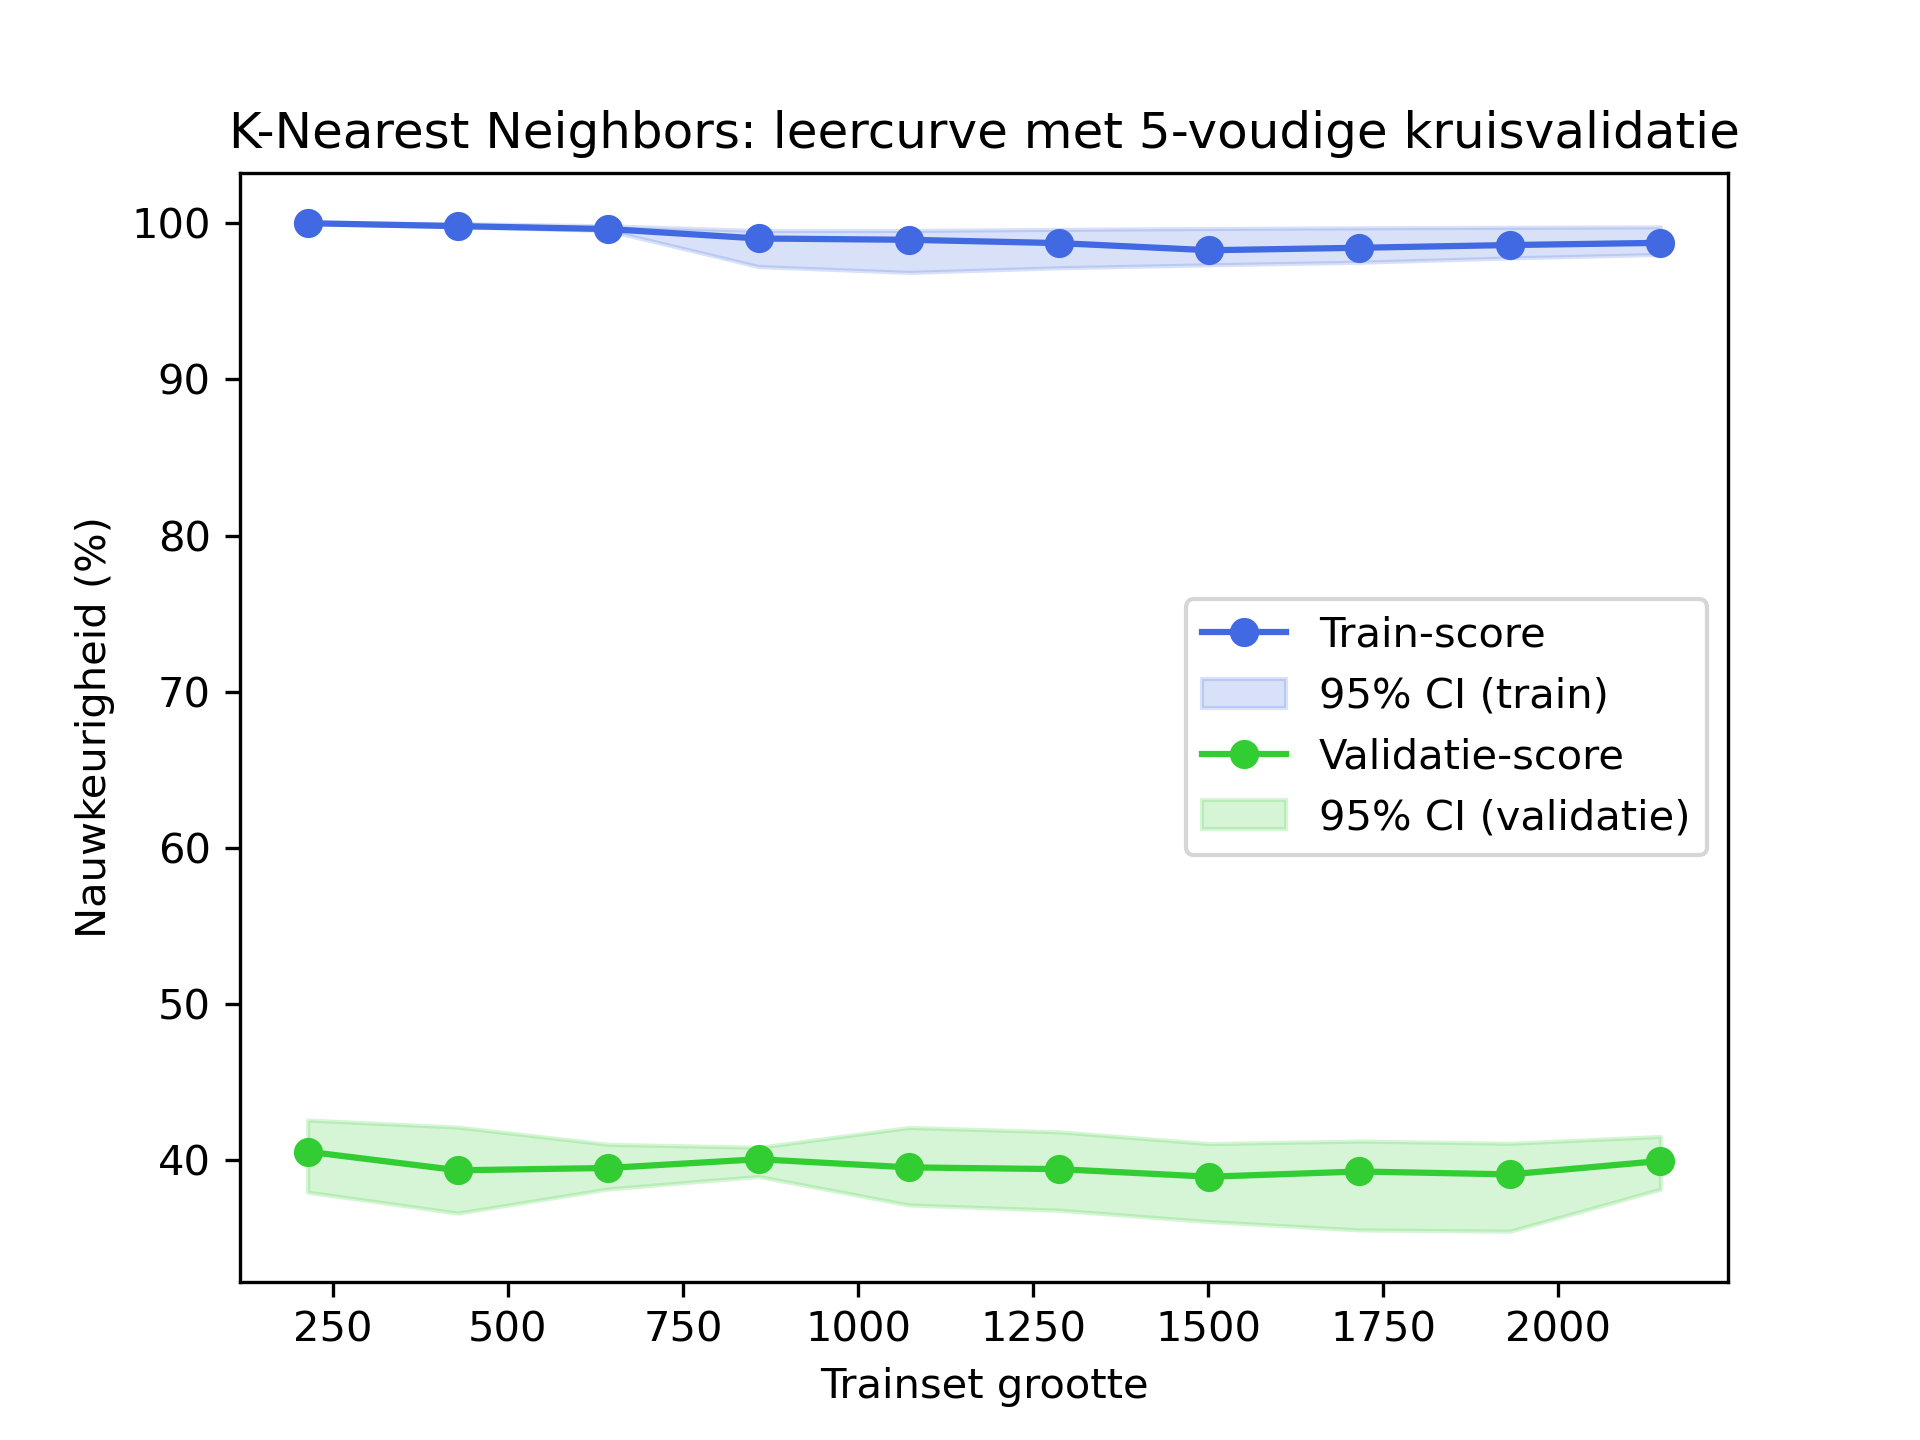 K-Nearest Neighbors: leercurve met 5-voudige kruisvalidatie
100
90
80
70
60
50
40
Nauwkeurigheid (%)
Train-score
95% CI (train)
Validatie-score
95% CI (validatie)
250 500 750 1000 1250 1500 1750 2000
Trainset grootte